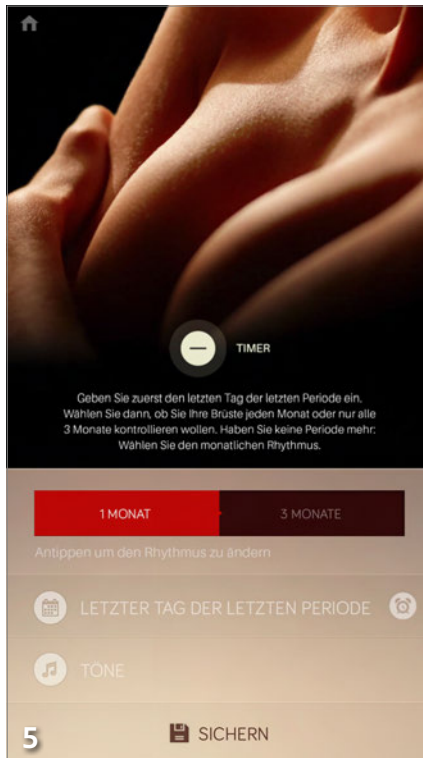 TIMER
Geben Sie zuerst den letzten Tag der letzten Periode ein.
Wählen Sie dann, ob Sie Ihre Brüste jeden Monat oder nur alle
3 Monate kontrollieren wollen. Haben Sie keine Periode mehr:
Wählen Sie den monatlichen Rhythmus.
1 MONAT 3 MONATE
Antippen um den Rhythmus zu ändern
LETZTER TAG DER LETZTEN PERIODE
TÖNE
5 SICHERN